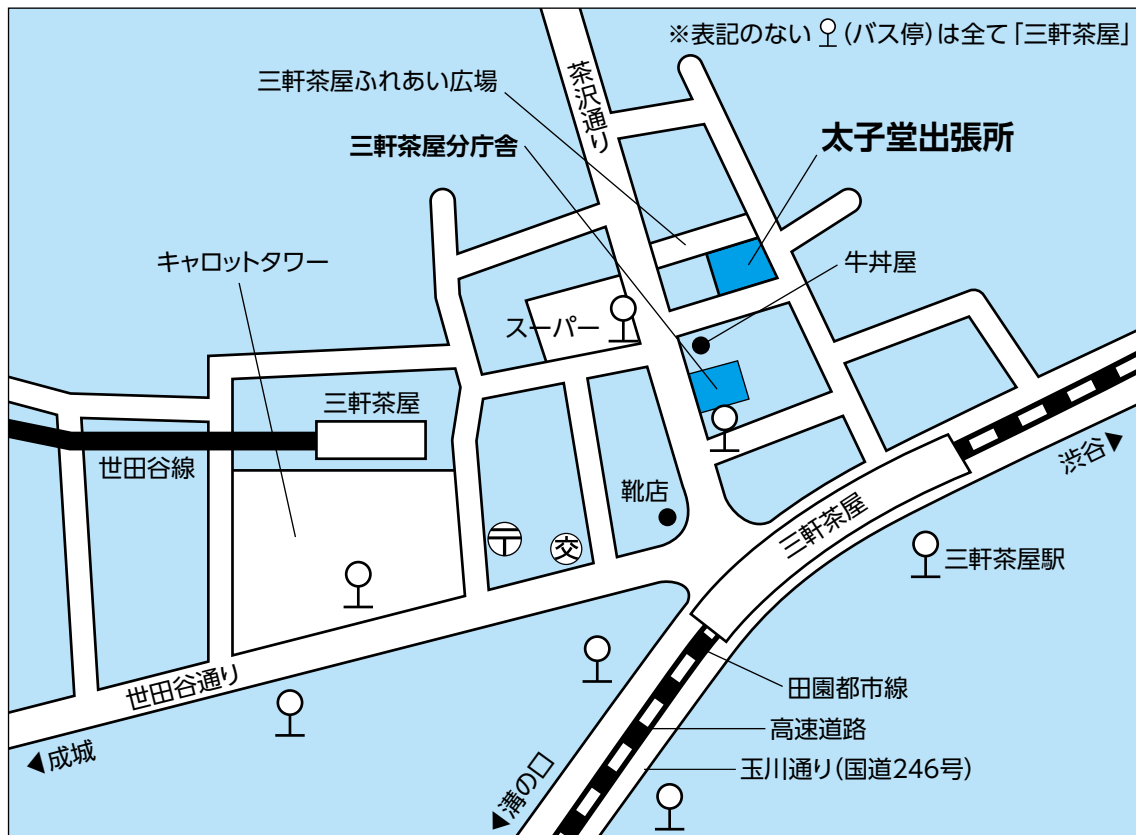 ※表記のない (バス停)は全て「三軒茶屋」
茶沢通り
三軒茶屋ふれあい広場
太子堂出張所
三軒茶屋分庁舎
キャロットタワー
牛丼屋
スーパー
三軒茶屋
世田谷線
渋谷▶
靴店
三軒茶屋
〒
交
三軒茶屋駅
世田谷通り
田園都市線
高速道路
◀成城
玉川通り(国道246号)
◀溝の口